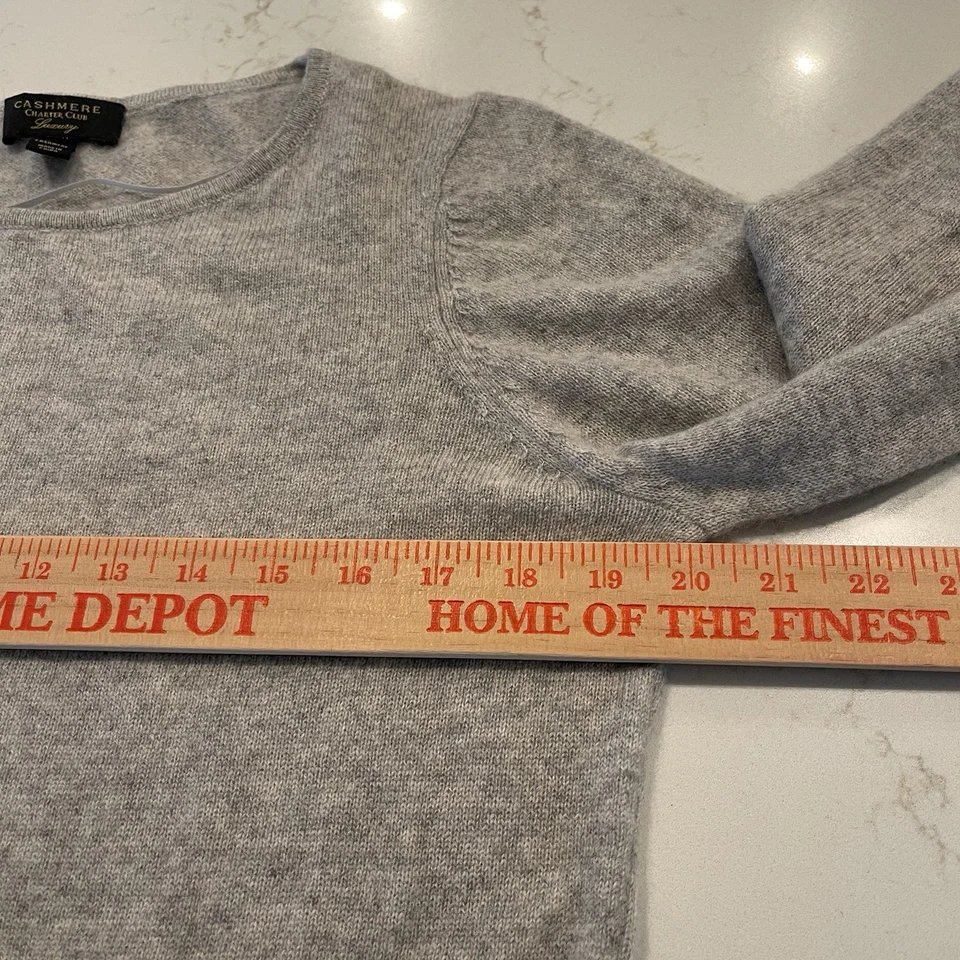 CASHMERE
CHARTER CLUB
Luxury
12 13 14 15 16 17 18 19 20 21 22 2
ME DEPOT HOME OF THE FINEST